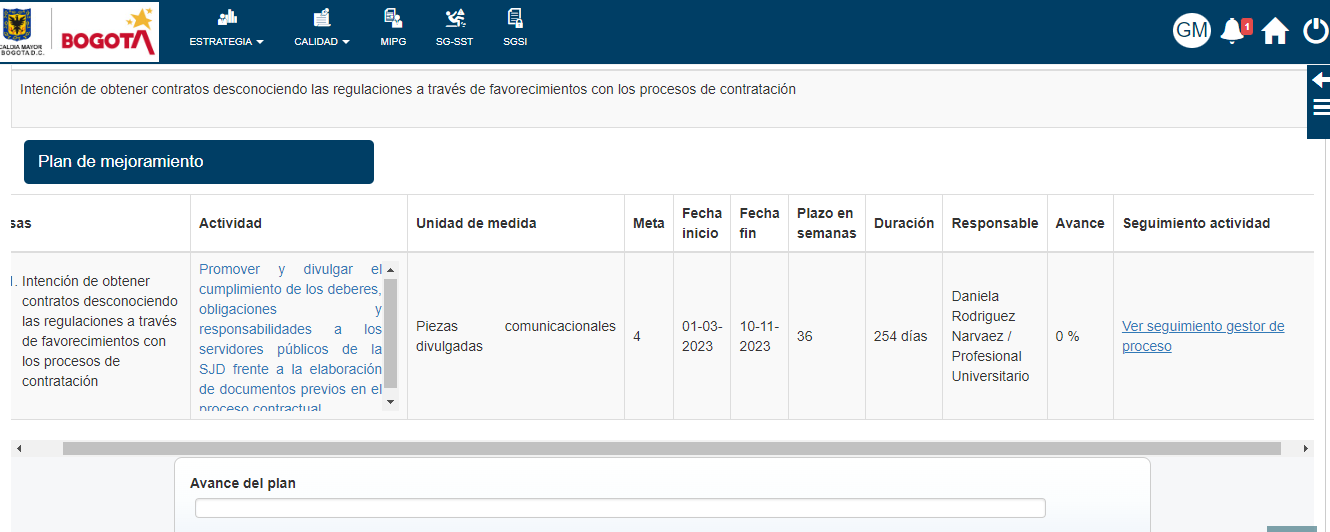 ALCALDIA MAYOR
BOGOTA D.C.
BOGOTA
ESTRATEGIA
CALIDAD
MIPG
SG-SST
SGSI
GM
1
Intención de obtener contratos desconociendo las regulaciones a través de favorecimientos con los procesos de contratación
Plan de mejoramiento
sas
Actividad
Unidad de medida
Meta
Fecha
inicio
Fecha
fin
Plazo en
semanas
Duración
Responsable
Avance
Seguimiento actividad
1. Intención de obtener
contratos desconociendo
las regulaciones a través
de favorecimientos con
los procesos de
contratación
Promover y divulgar el
cumplimiento de los deberes,
obligaciones y
responsabilidades a los
servidores públicos de la
SJD frente a la elaboración
de documentos previos en el
proceso contractual
Piezas comunicacionales
divulgadas
4
01-03-
2023
10-11-
2023
36
254 días
Daniela
Rodriguez
Narvaez /
Profesional
Universitario
0 %
Ver seguimiento gestor de
proceso
Avance del plan